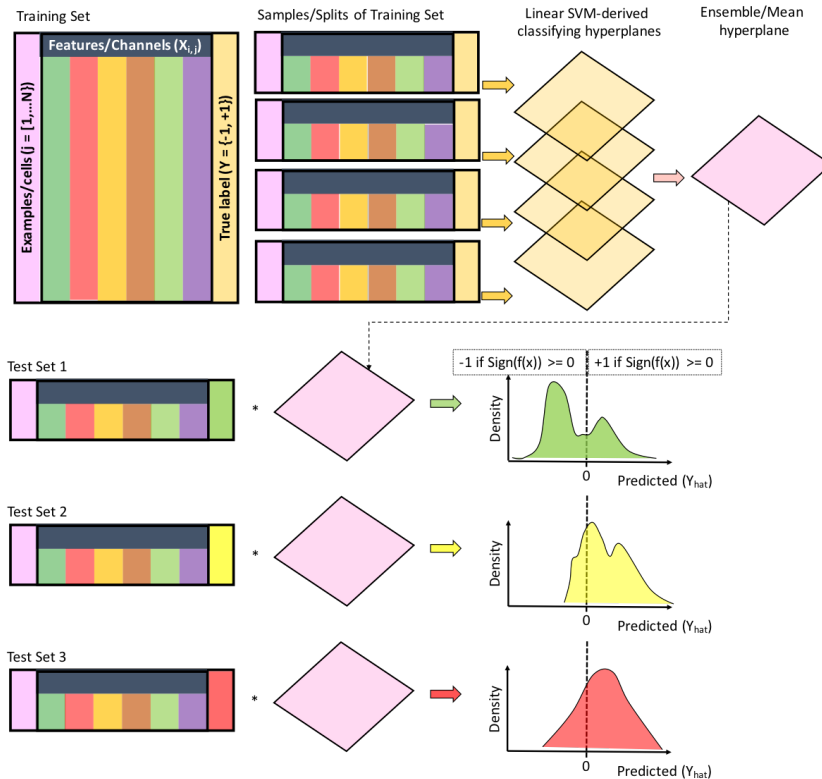 Training Set
Samples/Splits of Training Set
Linear SVM-derived
classifying hyperplanes
Ensemble/Mean
hyperplane
Features/Channels (Xi,j)
Examples/cells (j = [1,...N})
True label (Y = {-1, +1})
Test Set 1
*
-1 if Sign(f(x)) >= 0
+1 if Sign(f(x)) >= 0
Density
0
Predicted (Yhat)
Test Set 2
*
Density
0
Predicted (Yhat)
Test Set 3
*
Density
0
Predicted (Yhat)